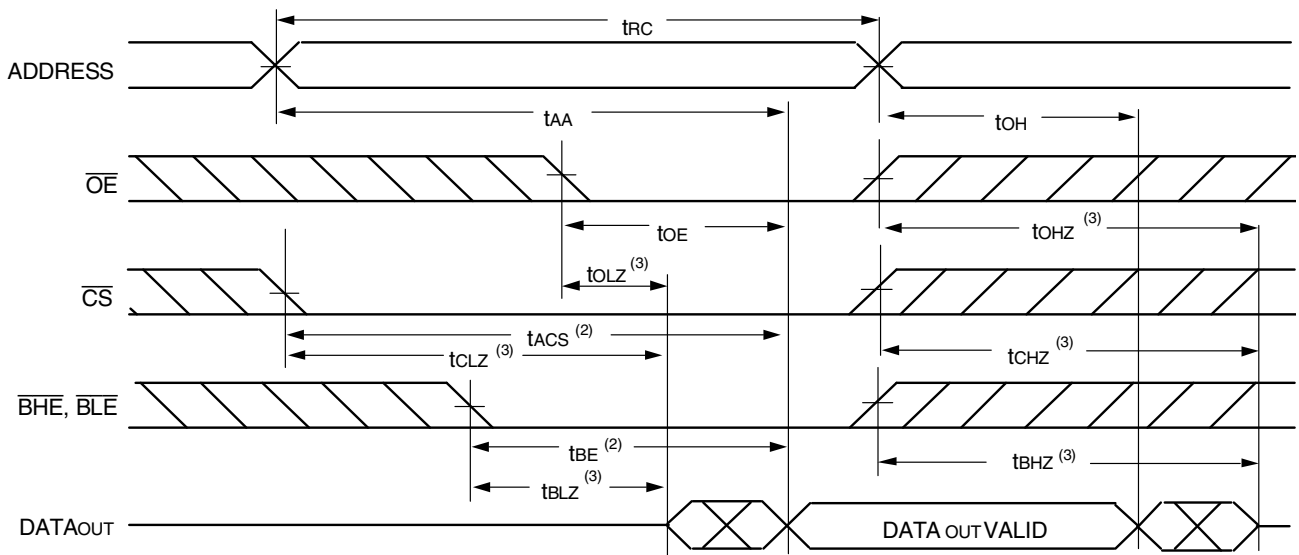 tRC
ADDRESS
tAA
tOH
OE
tOE
tOHZ (3)
tOLZ (3)
CS
tACS (2)
tCLZ (3)
tCHZ (3)
BHE, BLE
tBE (2)
tBHZ (3)
tBLZ (3)
DATAOUT
DATA OUT VALID